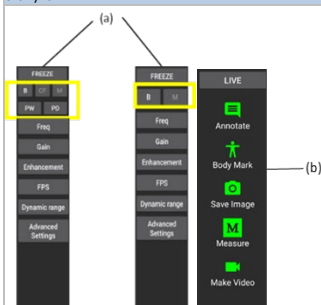 (a)
FREEZE
B CF M
PW PD
Freq
Gain
Enhancement
FPS
Dynamic range
Advanced
Settings
FREEZE
B M
Freq
Gain
Enhancement
FPS
Dynamic range
Advanced
Settings
LIVE
Annotate
Body Mark
Save Image
M
Measure
Make Video
(b)